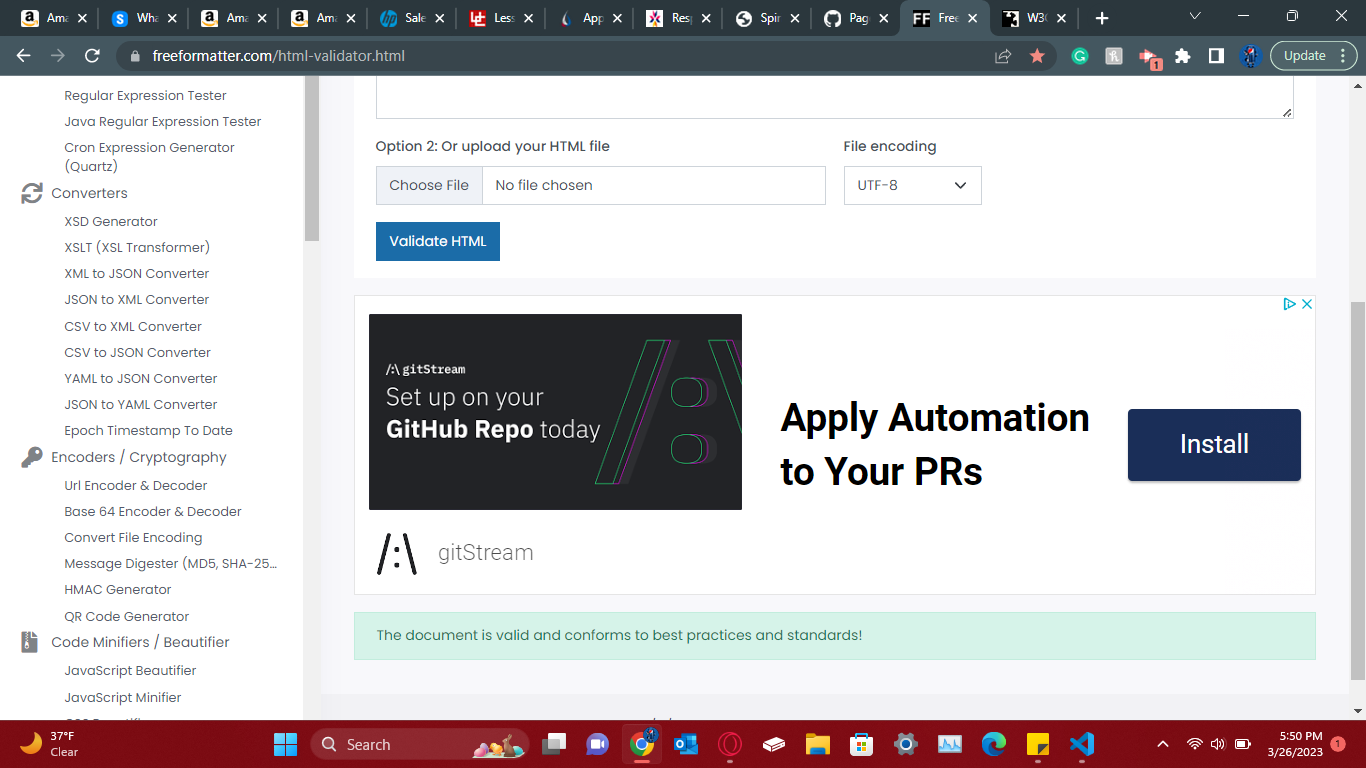 Ama
Wha
Ama
Ama
Sale
Less
App
Resp
Spir
Page
Free
W3C
freeformatter.com/html-validator.html
1
Update
Regular Expression Tester
Java Regular Expression Tester
Cron Expression Generator
(Quartz)
Converters
XSD Generator
XSLT (XSL Transformer)
XML to JSON Converter
JSON to XML Converter
CSV to XML Converter
CSV to JSON Converter
YAML to JSON Converter
JSON to YAML Converter
Epoch Timestamp To Date
Encoders / Cryptography
Url Encoder & Decoder
Base 64 Encoder & Decoder
Convert File Encoding
Message Digester (MD5, SHA-25...
HMAC Generator
QR Code Generator
Code Minifiers / Beautifier
JavaScript Beautifier
JavaScript Minifier
Option 2: Or upload your HTML file
File encoding
Choose File No file chosen
UTF-8
Validate HTML
/:\ gitStream
Set up on your
GitHub Repo today
Apply Automation
to Your PRs
Install
/:\ gitStream
The document is valid and conforms to best practices and standards!
37°F
Clear
Search
5:50 PM
3/26/2023
1